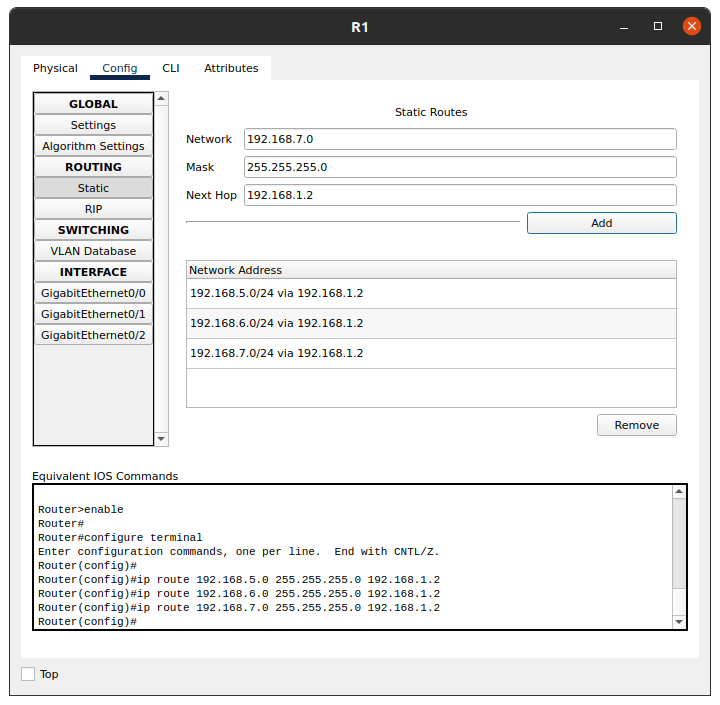 R1
Physical Config CLI Attributes
GLOBAL
Settings
Algorithm Settings
ROUTING
Static
RIP
SWITCHING
VLAN Database
INTERFACE
GigabitEthernet0/0
GigabitEthernet0/1
GigabitEthernet0/2
Static Routes
Network 192.168.7.0
Mask 255.255.255.0
Next Hop 192.168.1.2
Add
Network Address
192.168.5.0/24 via 192.168.1.2
192.168.6.0/24 via 192.168.1.2
192.168.7.0/24 via 192.168.1.2
Remove
Equivalent IOS Commands
Router>enable
Router#
Router#configure terminal
Enter configuration commands, one per line.  End with CNTL/Z.
Router(config)#
Router(config)#ip route 192.168.5.0 255.255.255.0 192.168.1.2
Router(config)#ip route 192.168.6.0 255.255.255.0 192.168.1.2
Router(config)#ip route 192.168.7.0 255.255.255.0 192.168.1.2
Router(config)#
Top